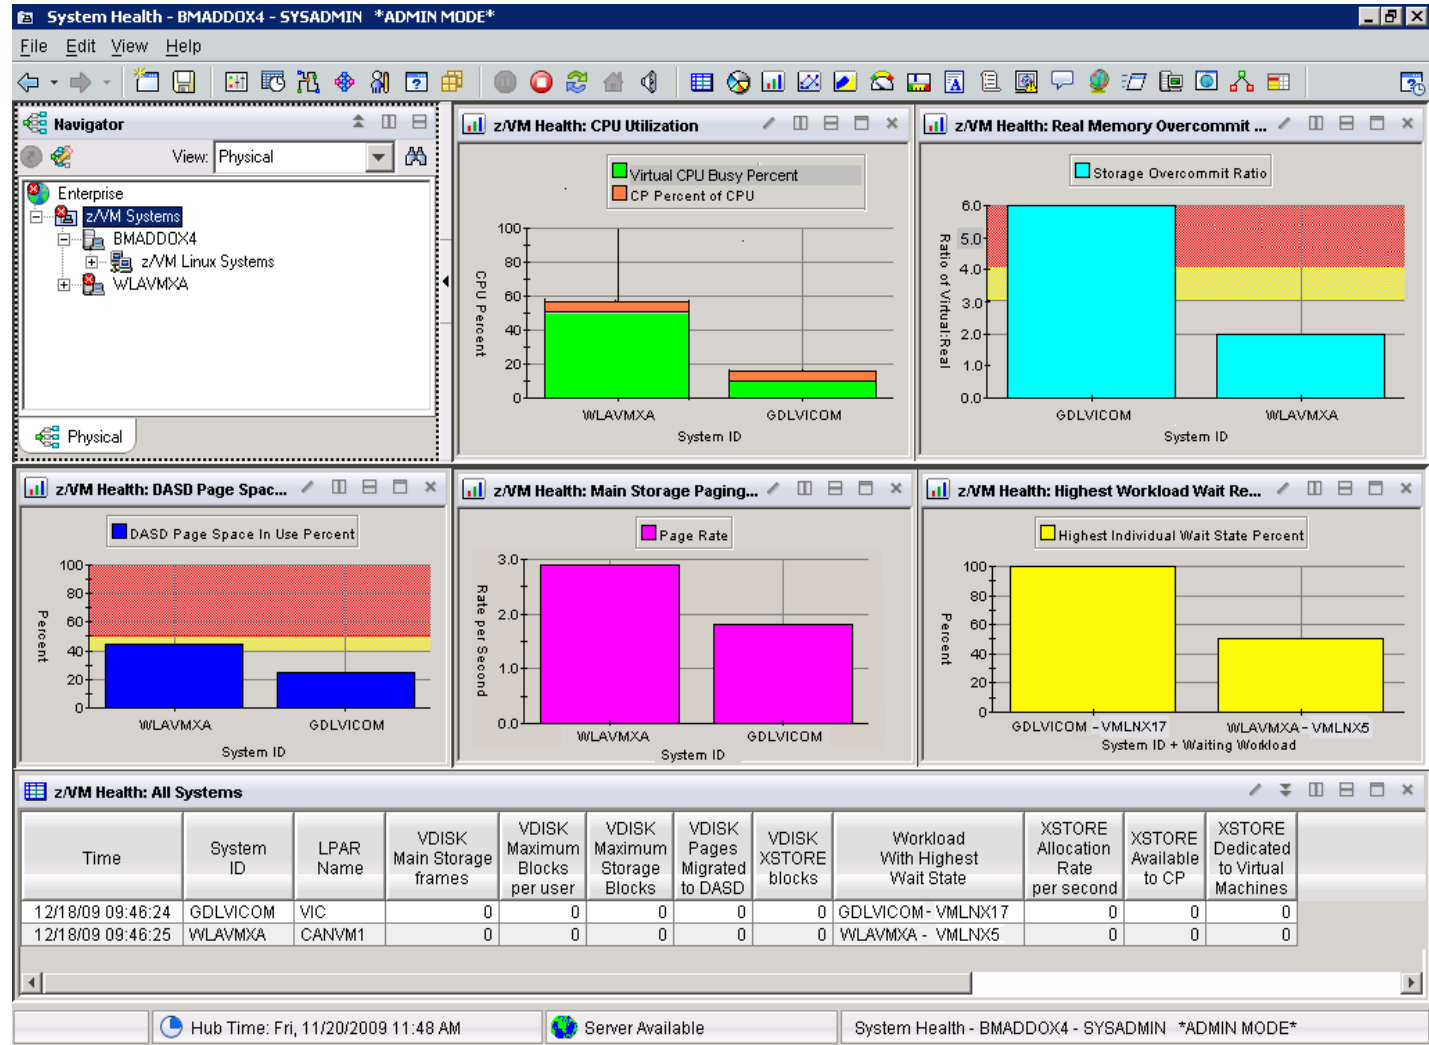 System Health - BMADDOX4 - SYSADMIN *ADMIN MODE*
File Edit View Help
Navigator
View: Physical
Enterprise
z/VM Systems
BMADDOX4
z/VM Linux Systems
WLAVMXA
Physical
z/VM Health: CPU Utilization
Virtual CPU Busy Percent
CP Percent of CPU
CPU Percent
100
80
60
40
20
0
WLAVMXA GDLVICOM
System ID
z/VM Health: Real Memory Overcommit ...
Storage Overcommit Ratio
Ratio of Virtual:Real
6.0
5.0
4.0
3.0
2.0
1.0
0.0
GDLVICOM WLAVMXA
System ID
z/VM Health: DASD Page Spac...
DASD Page Space In Use Percent
Percent
100
80
60
40
20
0
WLAVMXA GDLVICOM
System ID
z/VM Health: Main Storage Paging...
Page Rate
Rate per Second
3.0
2.0
1.0
0.0
WLAVMXA GDLVICOM
System ID
z/VM Health: Highest Workload Wait Re...
Highest Individual Wait State Percent
Percent
100
80
60
40
20
0
GDLVICOM - VMLNX17 WLAVMXA - VMLNX5
System ID + Waiting Workload
z/VM Health: All Systems
Time System ID LPAR Name VDISK Main Storage frames VDISK Maximum Blocks per user VDISK Maximum Storage Blocks VDISK Pages Migrated to DASD VDISK XSTORE blocks Workload With Highest Wait State XSTORE Allocation Rate per second XSTORE Available to CP XSTORE Dedicated to Virtual Machines
12/18/09 09:46:24 GDLVICOM VIC 0 0 0 0 0 GDLVICOM- VMLNX17 0 0 0
12/18/09 09:46:25 WLAVMXA CANVM1 0 0 0 0 0 WLAVMXA - VMLNX5 0 0 0
Hub Time: Fri, 11/20/2009 11:48 AM Server Available System Health - BMADDOX4 - SYSADMIN *ADMIN MODE*